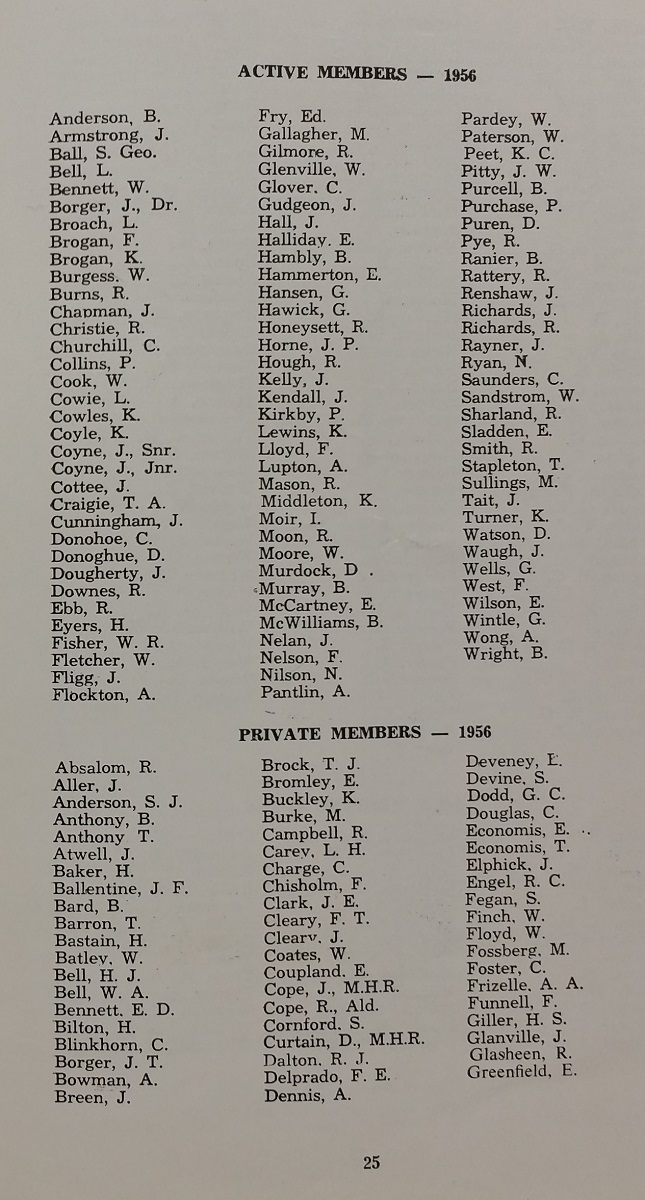 ACTIVE MEMBERS — 1956
Anderson, B.
Armstrong, J.
Ball, S. Geo.
Bell, L.
Bennett, W.
Borger, J., Dr.
Broach, L.
Brogan, F.
Brogan, K.
Burgess. W.
Burns, R.
Chapman, J.
Christie, R.
Churchill, C.
Collins, P.
Cook, W.
Cowie, L.
Cowles, K.
Coyle, K.
Coyne, J., Snr.
Coyne, J., Jnr.
Cottee, J.
Craigie, T. A.
Cunningham, J.
Donohoe, C.
Donoghue, D.
Dougherty, J.
Downes, R.
Ebb, R.
Eyers, H.
Fisher, W. R.
Fletcher, W.
Fligg, J.
Flockton, A.
Fry, Ed.
Gallagher, M.
Gilmore, R.
Glenville, W.
Glover. C.
Gudgeon, J.
Hall, J.
Halliday. E.
Hambly, B.
Hammerton, E.
Hansen, G.
Hawick, G.
Honeysett, R.
Horne, J. P.
Hough, R.
Kelly, J.
Kendall, J.
Kirkby, P.
Lewins, K.
Lloyd, F.
Lupton, A.
Mason, R.
Middleton, K.
Moir, I.
Moon, R.
Moore, W.
Murdock, D .
Murray, B.
McCartney, E.
McWilliams, B.
Nelan, J.
Nelson, F.
Nilson, N.
Pantlin, A.
Pardey, W.
Paterson, W.
Peet, K. C.
Pitty, J. W.
Purcell, B.
Purchase, P.
Puren, D.
Pye, R.
Ranier, B.
Rattery, R.
Renshaw, J.
Richards, J.
Richards, R.
Rayner, J.
Ryan, N.
Saunders, C.
Sandstrom, W.
Sharland, R.
Sladden, E.
Smith, R.
Stapleton, T.
Sullings, M.
Tait, J.
Turner, K.
Watson, D.
Waugh, J.
Wells, G.
West, F.
Wilson, E.
Wintle, G.
Wong, A.
Wright, B.
PRIVATE MEMBERS — 1956
Absalom, R.
Aller, J.
Anderson, S. J.
Anthony, B.
Anthony T.
Atwell, J.
Baker, H.
Ballentine, J. F.
Bard, B.
Barron, T.
Bastain, H.
Batley. W.
Bell, H. J.
Bell, W. A.
Bennett. E. D.
Bilton, H.
Blinkhorn, C.
Borger, J. T.
Bowman, A.
Breen, J.
Brock, T. J.
Bromley, E.
Buckley, K.
Burke, M.
Campbell, R.
Carey, L. H.
Charge, C.
Chisholm, F.
Clark, J. E.
Cleary, F. T.
Cleary, J.
Coates, W.
Coupland. E.
Cope, J., M.H.R.
Cope, R., Ald.
Cornford. S.
Curtain, D., M.H.R.
Dalton. R. J.
Delprado, F. E.
Dennis, A.
Deveney, E.
Devine. S.
Dodd, G. C.
Douglas, C.
Economis, E.
Economis, T.
Elphick, J.
Engel, R. C.
Fegan, S.
Finch, W.
Floyd, W.
Fossberg, M.
Foster, C.
Frizelle. A. A.
Funnell, F.
Giller, H. S.
Glanville, J.
Glasheen, R.
Greenfield, E.
25